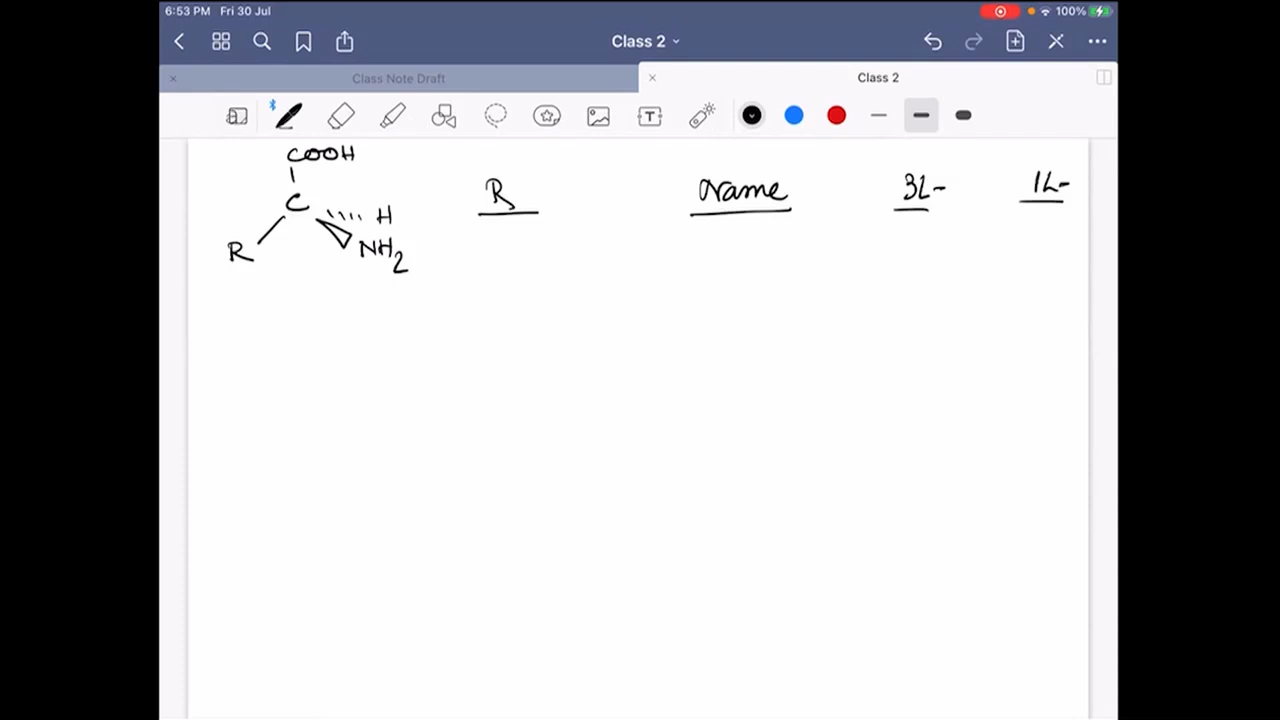 6:53 PM Fri 30 Jul 100%
Class 2
Class Note Draft Class 2
T
COOH
R Name 3L- 1L-
C
H
R NH2